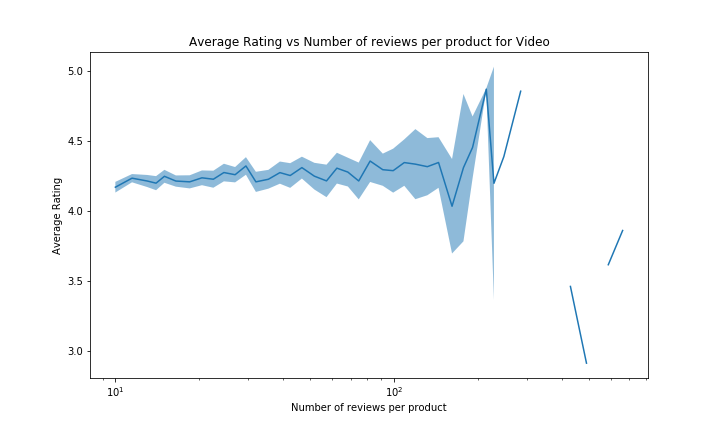 Average Rating vs Number of reviews per product for Video
5.0
4.5
4.0
3.5
3.0
Average Rating
10¹
10²
Number of reviews per product